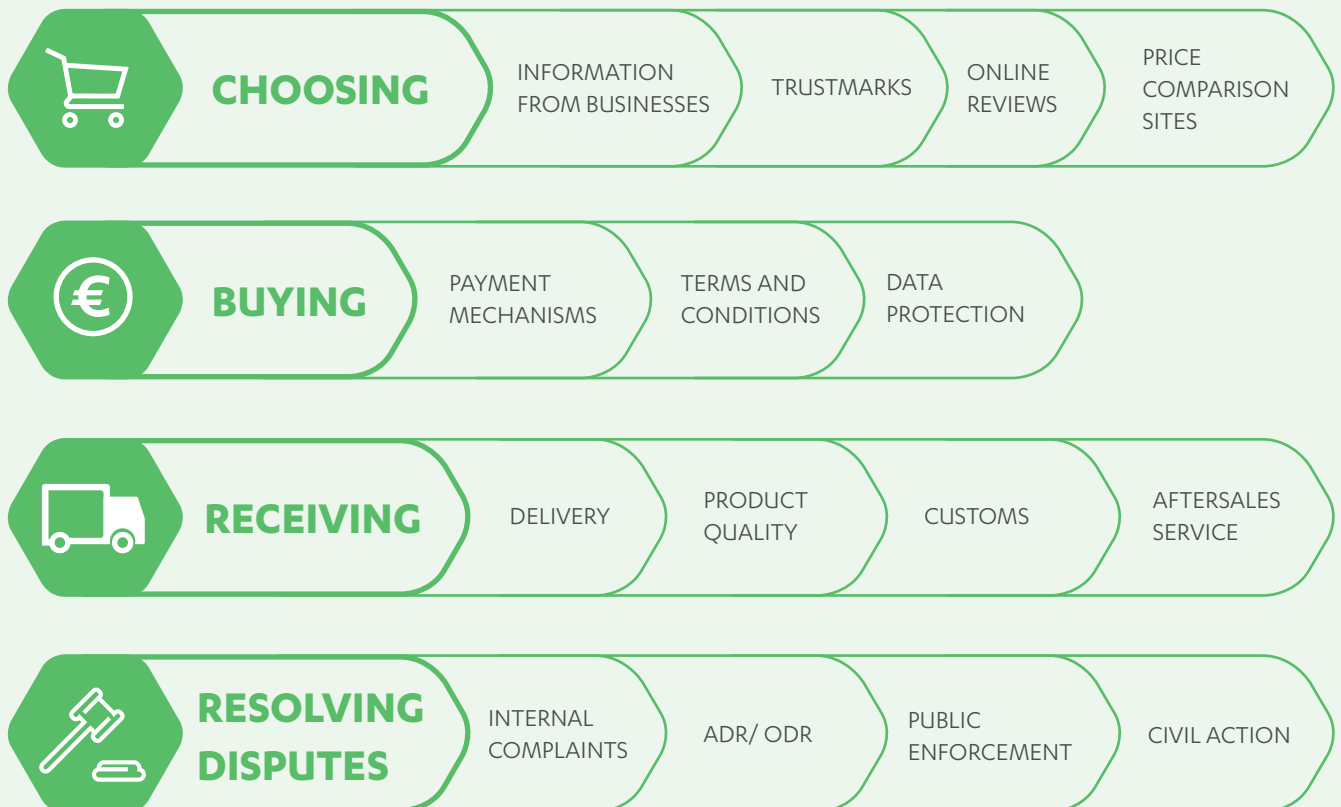 CHOOSING
INFORMATION
FROM BUSINESSES
TRUSTMARKS
ONLINE
REVIEWS
PRICE
COMPARISON
SITES
€
BUYING
PAYMENT
MECHANISMS
TERMS AND
CONDITIONS
DATA
PROTECTION
RECEIVING
DELIVERY
PRODUCT
QUALITY
CUSTOMS
AFTERSALES
SERVICE
RESOLVING
DISPUTES
INTERNAL
COMPLAINTS
ADR/ ODR
PUBLIC
ENFORCEMENT
CIVIL ACTION